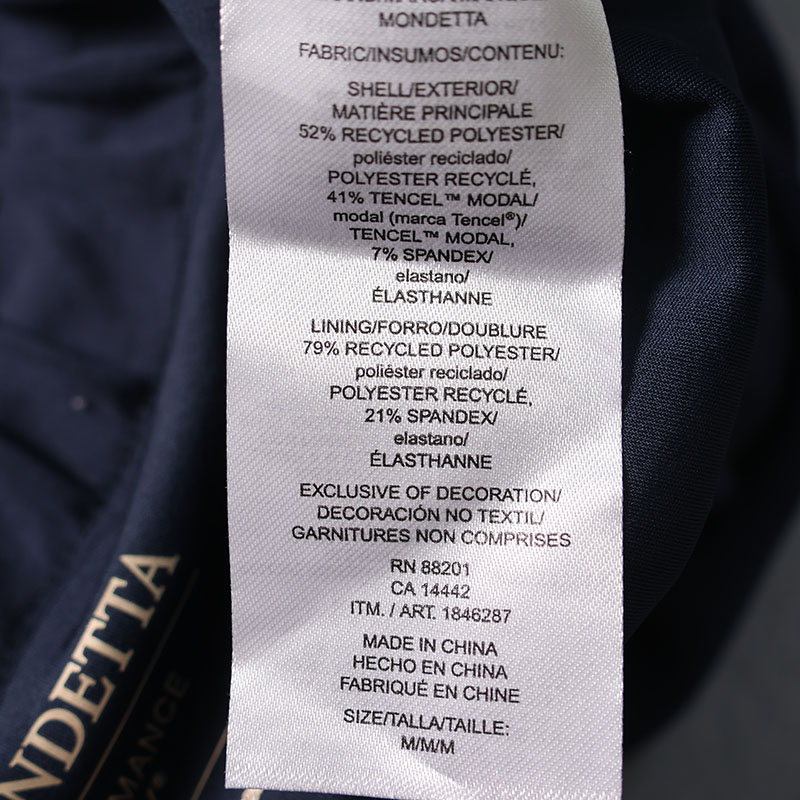 MONDETTA
FABRIC/INSUMOS/CONTENU:
SHELL/EXTERIOR/
MATIÈRE PRINCIPALE
52% RECYCLED POLYESTER/
poliéster reciclado/
POLYESTER RECYCLÉ,
41% TENCEL™ MODAL/
modal (marca Tencel®)/
TENCEL™ MODAL,
7% SPANDEX/
elastano/
ÉLASTHANNE
LINING/FORRO/DOUBLURE
79% RECYCLED POLYESTER/
poliéster reciclado/
POLYESTER RECYCLÉ,
21% SPANDEX/
elastano/
ÉLASTHANNE
EXCLUSIVE OF DECORATION/
DECORACIÓN NO TEXTIL/
GARNITURES NON COMPRISES
RN 88201
CA 14442
ITM. / ART. 1846287
MADE IN CHINA
HECHO EN CHINA
FABRIQUÉ EN CHINE
SIZE/TALLA/TAILLE:
M/M/M
NDETTA
MANCE